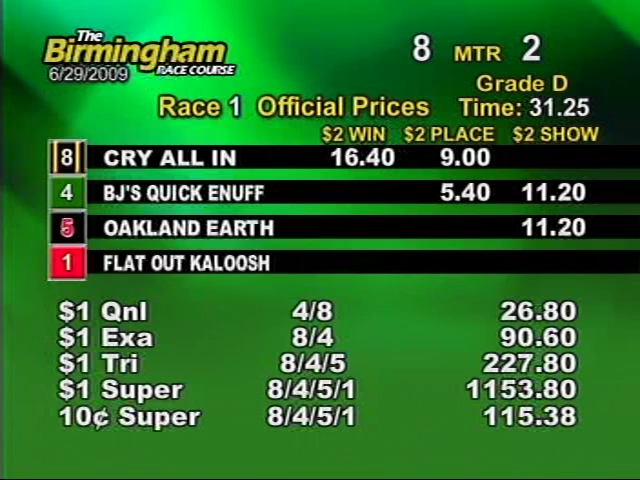 The
Birmingham
RACE COURSE
6/29/2009
8 MTR 2
Grade D
Race 1 Official Prices Time: 31.25
$2 WIN $2 PLACE $2 SHOW
8 CRY ALL IN 16.40 9.00
4 BJ'S QUICK ENUFF 5.40 11.20
5 OAKLAND EARTH 11.20
1 FLAT OUT KALOOSH
$1 Qnl 4/8 26.80
$1 Exa 8/4 90.60
$1 Tri 8/4/5 227.80
$1 Super 8/4/5/1 1153.80
10¢ Super 8/4/5/1 115.38